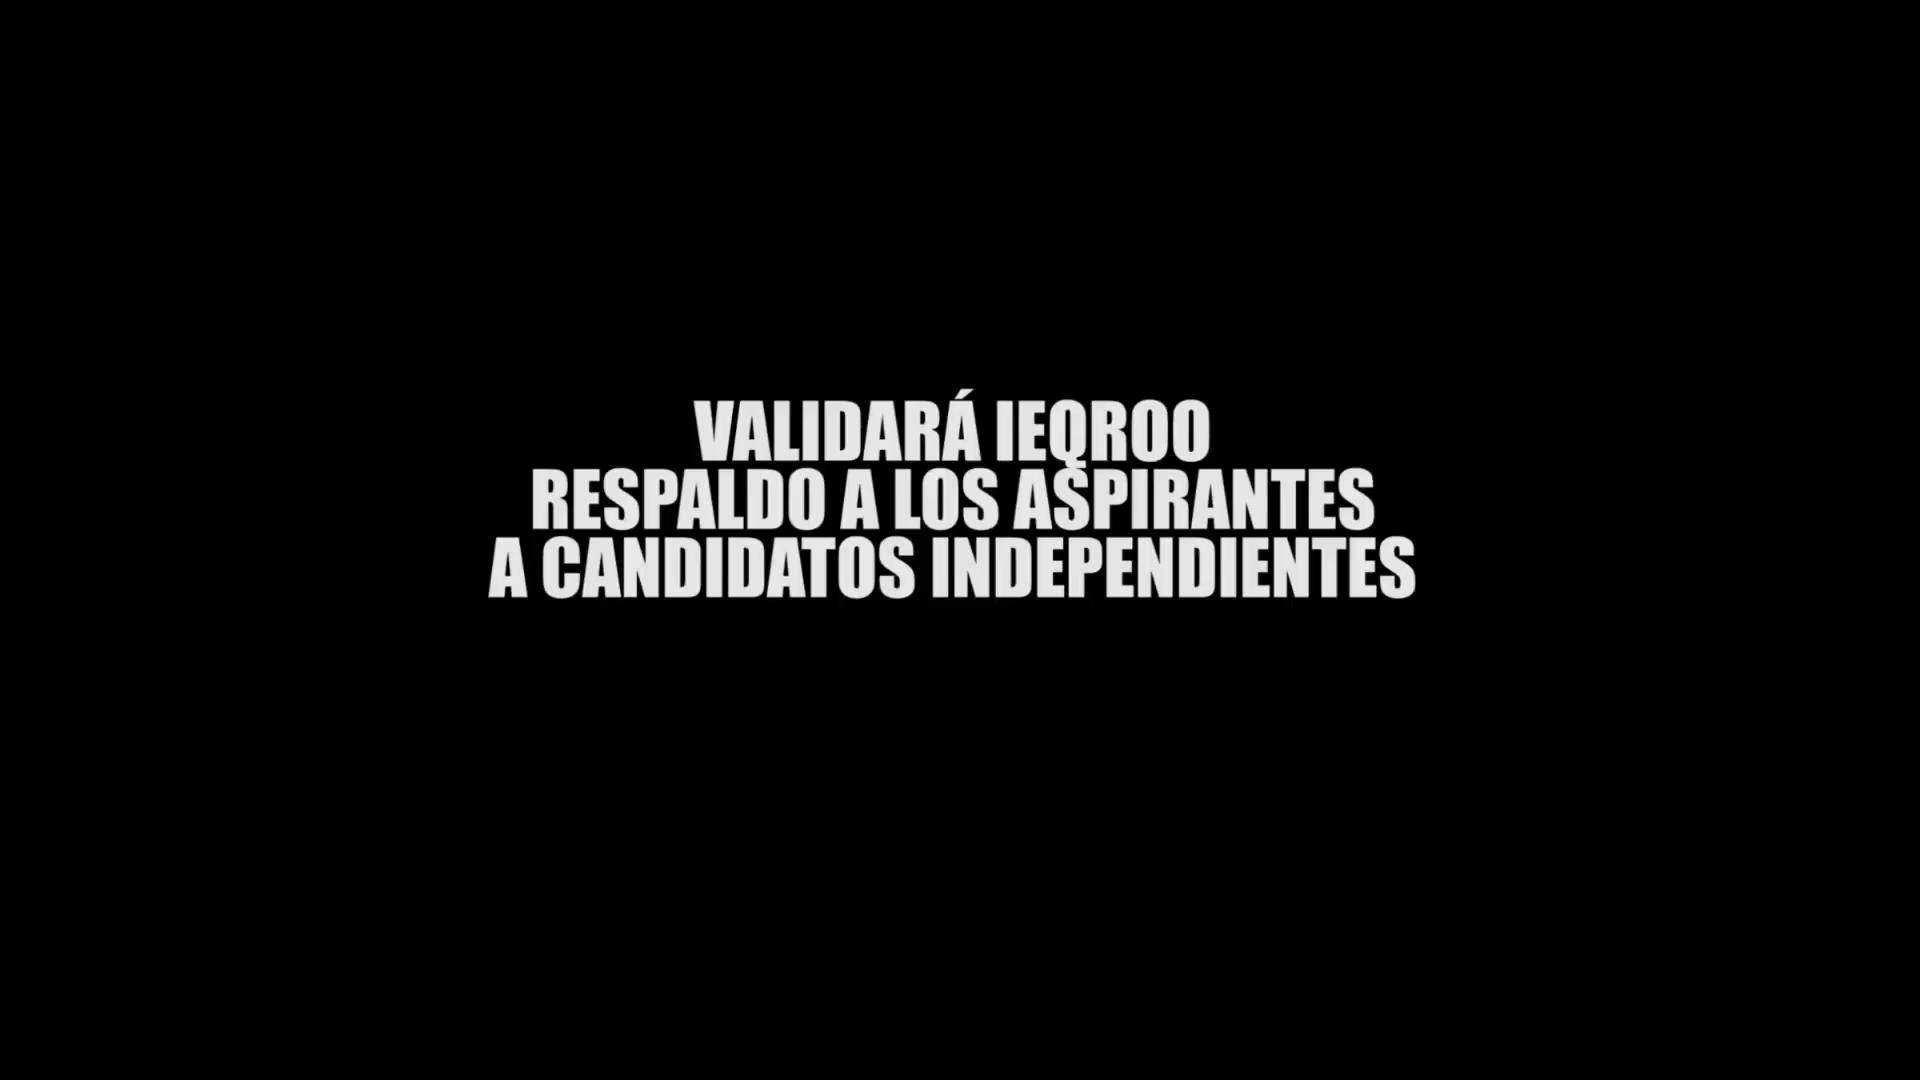 VALIDARÁ IEQROO
RESPALDO A LOS ASPIRANTES
A CANDIDATOS INDEPENDIENTES